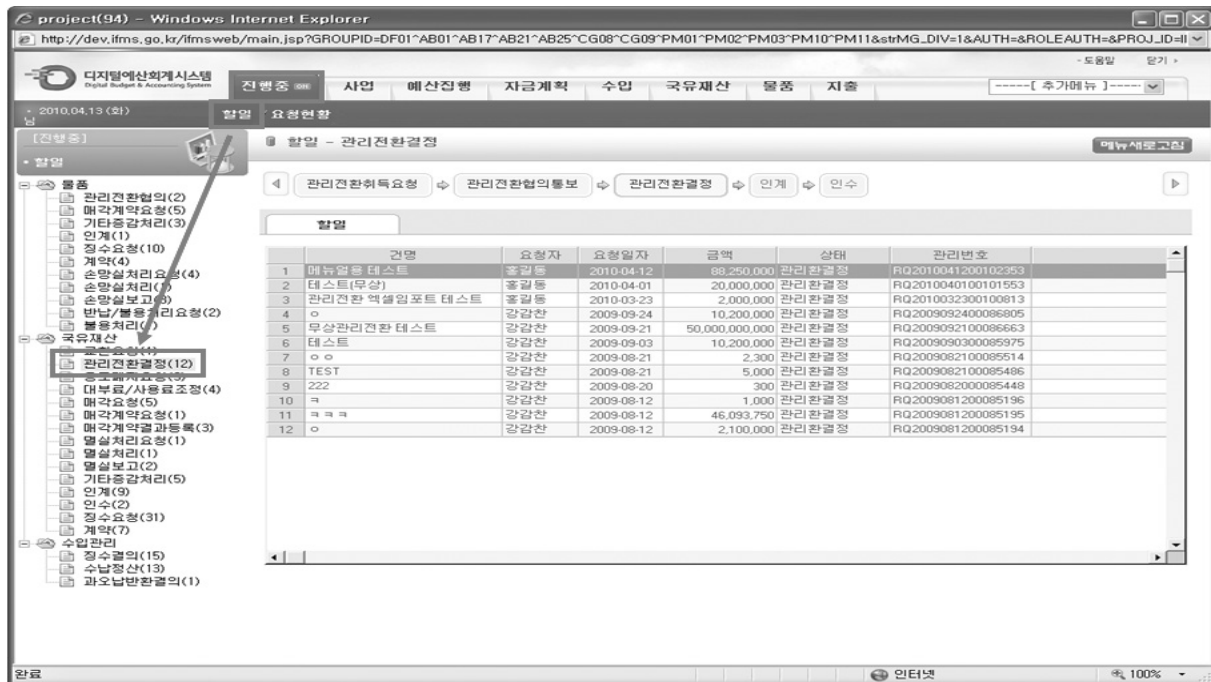 project(94) - Windows Internet Explorer
http://dev.ifms.go.kr/ifmsweb/main.jsp?GROUPID=DF01^AB01^AB17^AB21^AB25^CG08^CG09^PM01^PM02^PM03^PM10^PM11&strMG_DIV=1&AUTH=&ROLEAUTH=&PROJ_ID=II
- 도움말 닫기
디지털예산회계시스템
Digital Budget & Accounting System
진행중 사업 예산집행 자금계획 수입 국유재산 물품 지출
-----[ 추가메뉴 ]-----
2010.04.13 (화)
님
할일 요청현황
[진행중]
• 할일
할일 - 관리전환결정
메뉴새로고침
관리전환취득요청 관리전환협의통보 관리전환결정 인계 인수
할일
물품
관리전환협의(2)
매각계약요청(5)
기타증감처리(3)
인계(1)
징수요청(10)
계약(4)
손망실처리요청(4)
손망실처리
손망실보고
반납/불용처리요청(2)
불용처리
국유재산
관리전환결정(12)
대부료/사용료조정(4)
매각요청(5)
매각계약요청(1)
매각계약결과등록(3)
멸실처리요청(1)
멸실처리(1)
멸실보고(2)
기타증감처리(5)
인계(9)
인수(2)
징수요청(31)
계약(7)
수입관리
징수결의(15)
수납정산(13)
과오납반환결의(1)
건명 요청자 요청일자 금액 상태 관리번호
1 메뉴얼용 테스트 홍길동 2010-04-12 88,250,000 관리환결정 RQ2010041200102353
2 테스트(무상) 홍길동 2010-04-01 20,000,000 관리환결정 RQ2010040100101553
3 관리전환 엑셀임포트 테스트 홍길동 2010-03-23 2,000,000 관리환결정 RQ2010032300100813
4 ㅇ 강감찬 2009-09-24 10,200,000 관리환결정 RQ2009092400086805
5 무상관리전환 테스트 강감찬 2009-09-21 50,000,000,000 관리환결정 RQ2009092100086663
6 테스트 강감찬 2009-09-03 10,200,000 관리환결정 RQ2009090300085975
7 ㅇㅇ 강감찬 2009-08-21 2,300 관리환결정 RQ2009082100085514
8 TEST 강감찬 2009-08-21 5,000 관리환결정 RQ2009082100085486
9 222 강감찬 2009-08-20 300 관리환결정 RQ2009082000085448
10 ㅋ 강감찬 2009-08-12 1,000 관리환결정 RQ2009081200085196
11 ㅋㅋㅋ 강감찬 2009-08-12 46,093,750 관리환결정 RQ2009081200085195
12 ㅇ 강감찬 2009-08-12 2,100,000 관리환결정 RQ2009081200085194
완료
인터넷
100%